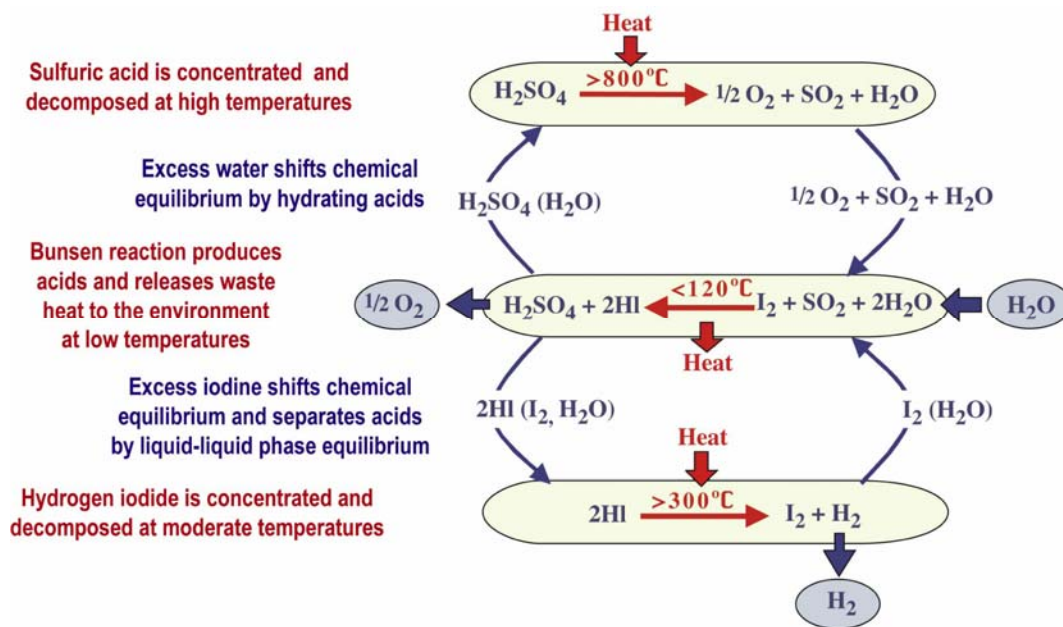 Heat
Sulfuric acid is concentrated and
decomposed at high temperatures
H₂SO₄ >800°C 1/2 O₂ + SO₂ + H₂O
Excess water shifts chemical
equilibrium by hydrating acids
H₂SO₄ (H₂O)
1/2 O₂ + SO₂ + H₂O
Bunsen reaction produces
acids and releases waste
heat to the environment
at low temperatures
1/2 O₂
H₂SO₄ + 2HI <120°C I₂ + SO₂ + 2H₂O
H₂O
Heat
Excess iodine shifts chemical
equilibrium and separates acids
by liquid-liquid phase equilibrium
2HI (I₂, H₂O)
I₂ (H₂O)
Heat
Hydrogen iodide is concentrated and
decomposed at moderate temperatures
2HI >300°C I₂ + H₂
H₂